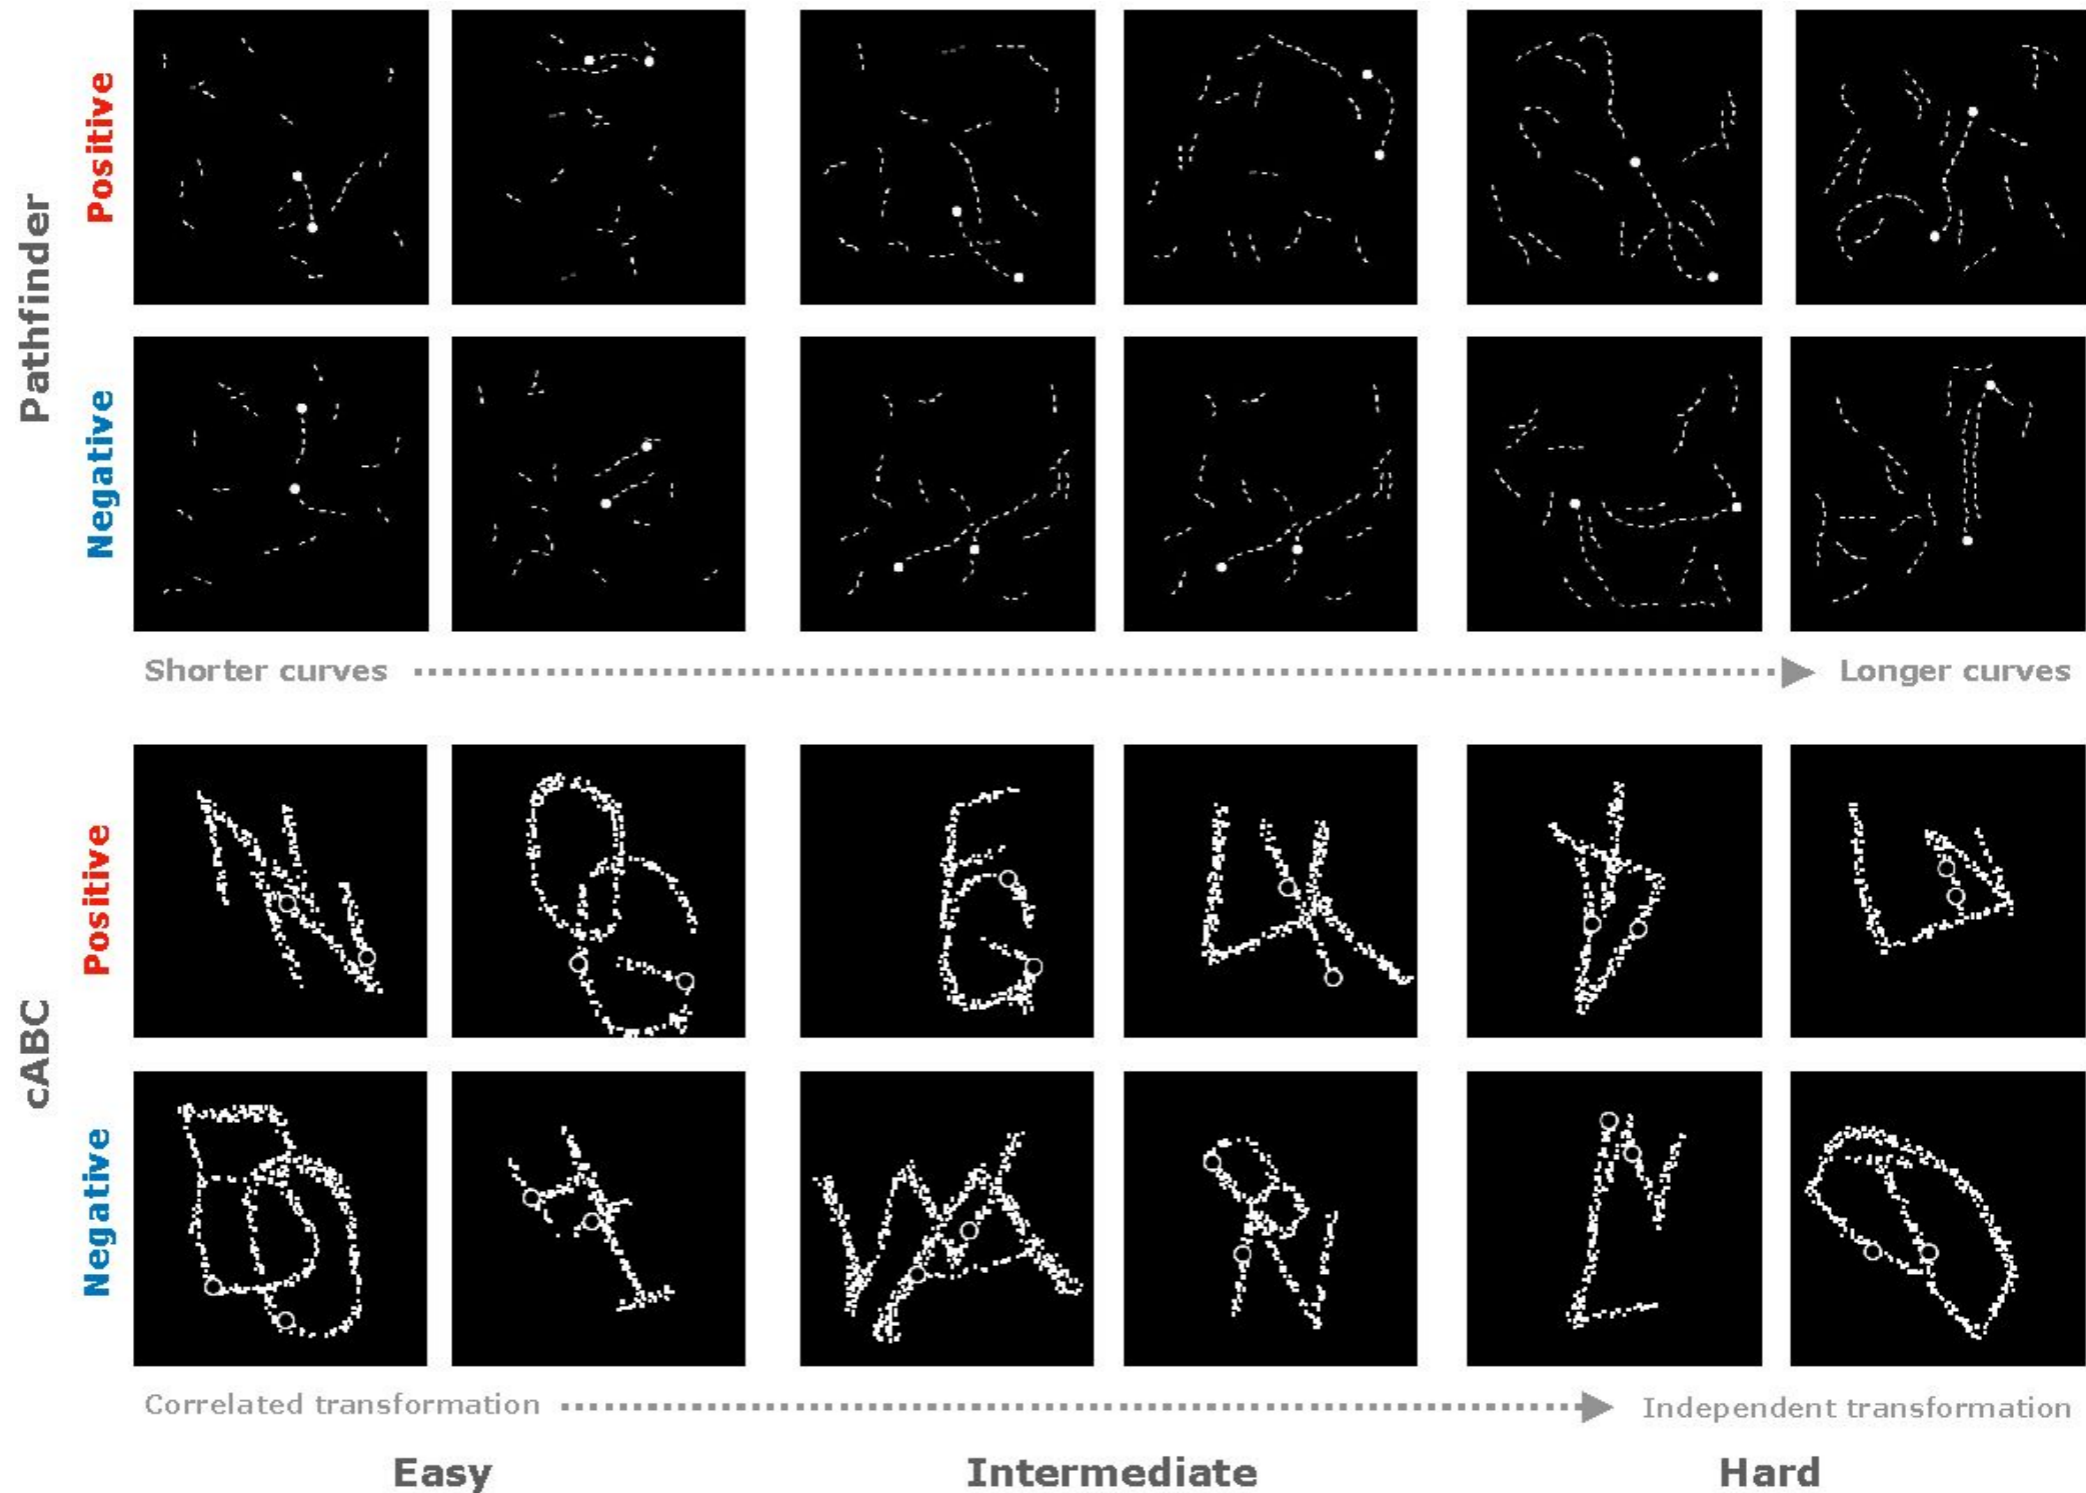 Pathfinder
Positive
Negative
Shorter curves
Longer curves
cABC
Positive
Negative
Correlated transformation
Independent transformation
Easy
Intermediate
Hard